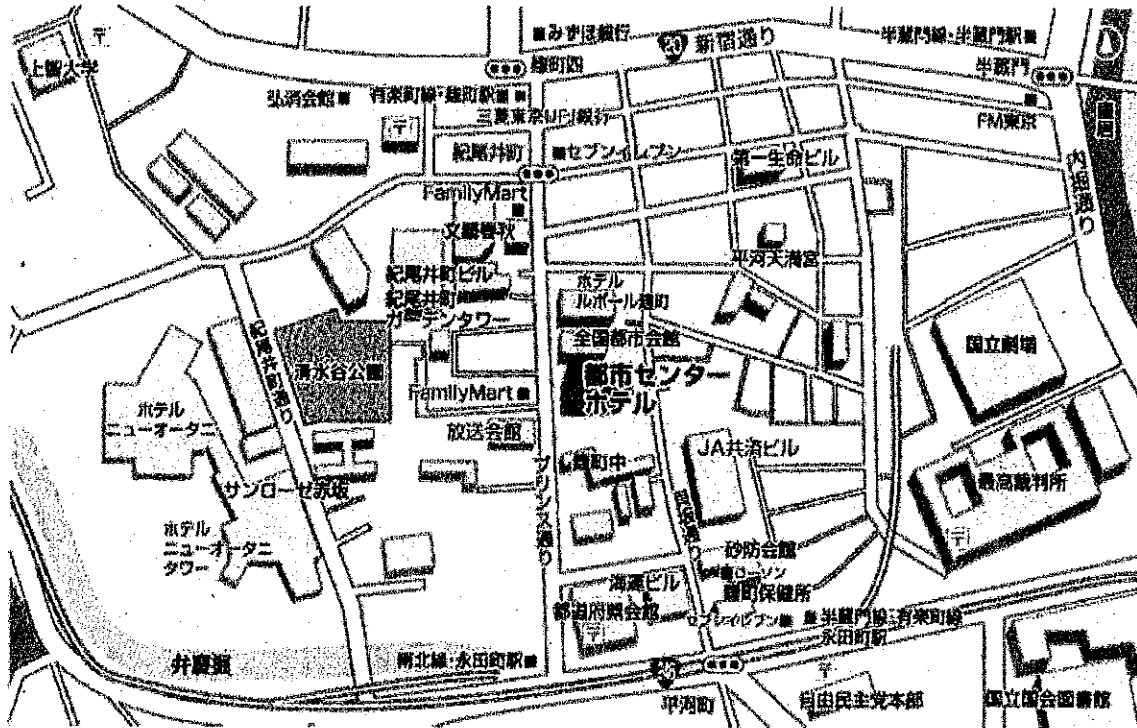 みずほ銀行
20
新宿通り
半蔵門線・半蔵門駅
上智大学
麹町四
半蔵門
弘済会館
有楽町線・麹町駅
皇居
三菱東京UFJ銀行
FM東京
紀尾井町
セブンイレブン
第一生命ビル
内堀通り
FamilyMart
文藝春秋
平河天満宮
紀尾井町ビル
ホテル
ルポール麹町
紀尾井町
ガーデンタワー
全国都市会館
国立劇場
紀尾井町通り
清水谷公園
都市センター
ホテル
FamilyMart
ホテル
ニューオータニ
放送会館
JA共済ビル
麹町中
プリンス通り
最高裁判所
サンローゼ赤坂
ホテル
ニューオータニ
タワー
砂防会館
ローソン
海運ビル
麹町保健所
都道府県会館
セブンイレブン
半蔵門線・有楽町線
永田町駅
弁慶堀
南北線・永田町駅
平河町
自由民主党本部
国立国会図書館